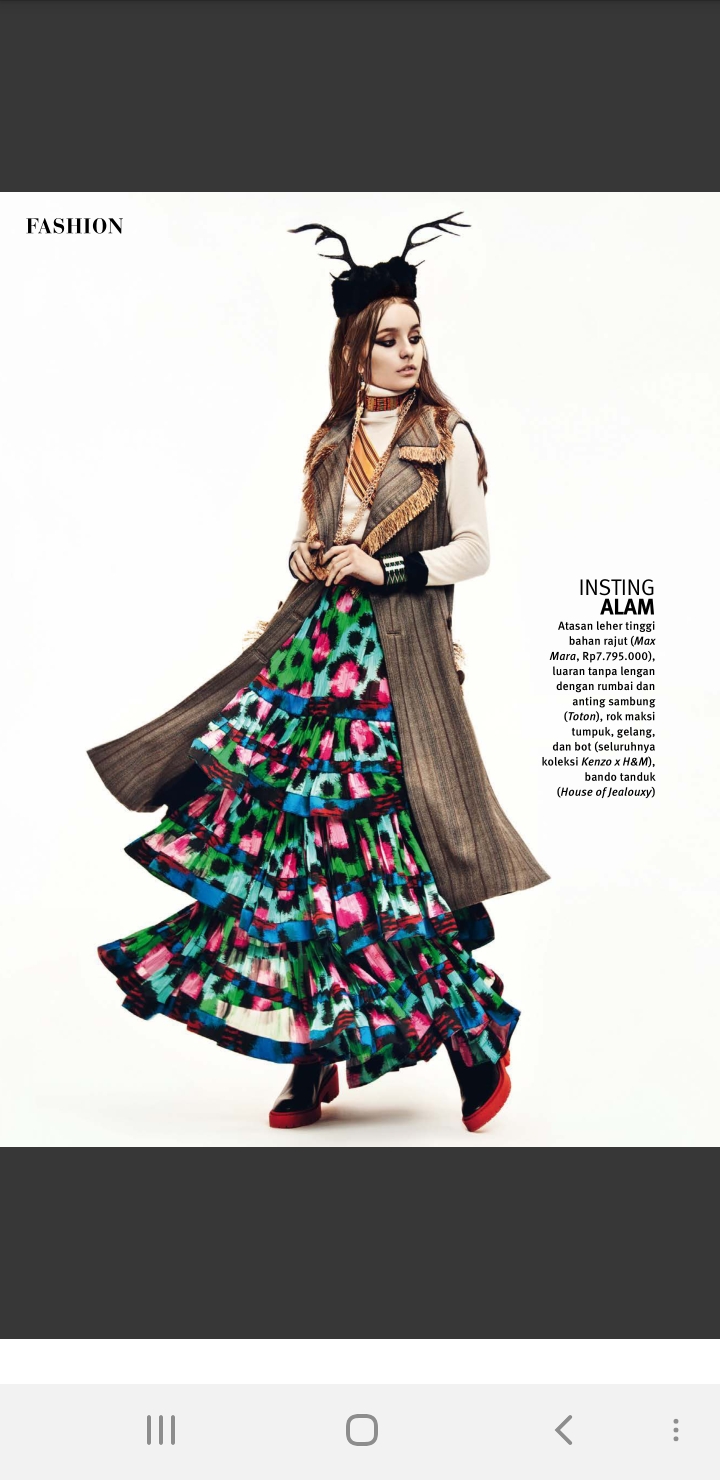 FASHION
INSTING
ALAM
Atasan leher tinggi
bahan rajut (Max
Mara, Rp7.795.000),
luaran tanpa lengan
dengan rumbai dan
anting sambung
(Toton), rok maksi
tumpuk, gelang,
dan bot (seluruhnya
koleksi Kenzo x H&M),
bando tanduk
(House of Jealouxy)